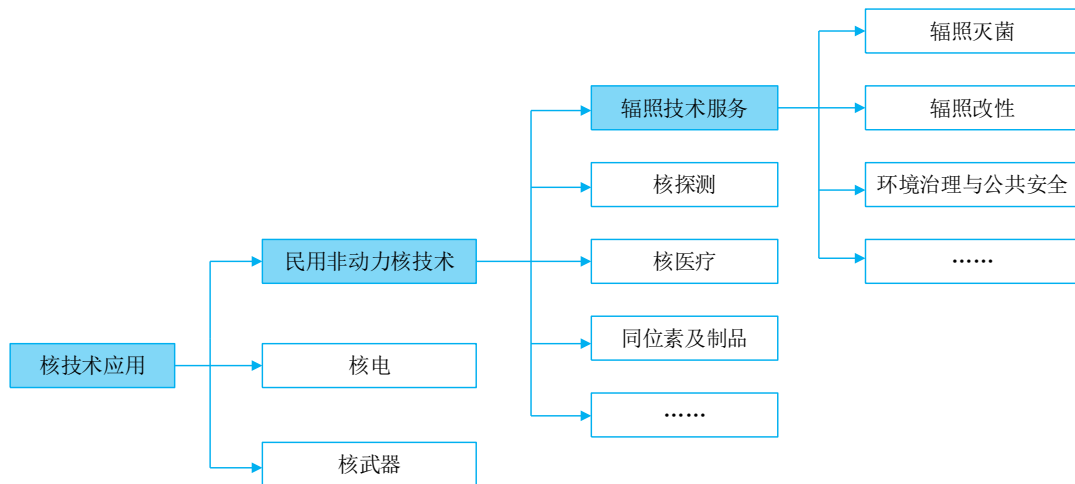 辐照灭菌
辐照技术服务
辐照改性
核探测
环境治理与公共安全
民用非动力核技术
核医疗
……
核技术应用
核电
同位素及制品
……
核武器